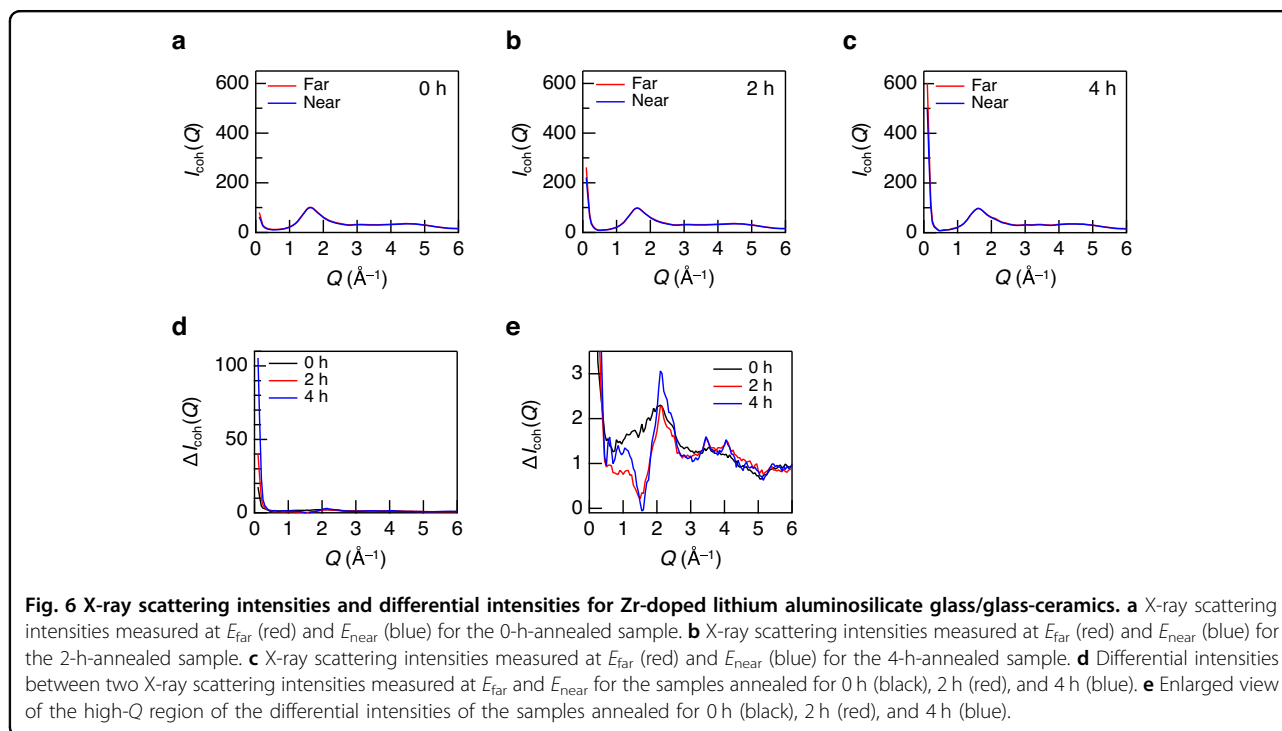 a
600
400
200
0
I_coh(Q)
Far
Near
0 h
0 1 2 3 4 5 6
Q (Å⁻¹)
b
600
400
200
0
I_coh(Q)
Far
Near
2 h
0 1 2 3 4 5 6
Q (Å⁻¹)
c
600
400
200
0
I_coh(Q)
Far
Near
4 h
0 1 2 3 4 5 6
Q (Å⁻¹)
d
100
50
0
ΔI_coh(Q)
0 h
2 h
4 h
0 1 2 3 4 5 6
Q (Å⁻¹)
e
3
2
1
0
ΔI_coh(Q)
0 h
2 h
4 h
0 1 2 3 4 5 6
Q (Å⁻¹)
Fig. 6 X-ray scattering intensities and differential intensities for Zr-doped lithium aluminosilicate glass/glass-ceramics. a X-ray scattering
intensities measured at E_far (red) and E_near (blue) for the 0-h-annealed sample. b X-ray scattering intensities measured at E_far (red) and E_near (blue) for
the 2-h-annealed sample. c X-ray scattering intensities measured at E_far (red) and E_near (blue) for the 4-h-annealed sample. d Differential intensities
between two X-ray scattering intensities measured at E_far and E_near for the samples annealed for 0 h (black), 2 h (red), and 4 h (blue). e Enlarged view
of the high-Q region of the differential intensities of the samples annealed for 0 h (black), 2 h (red), and 4 h (blue).